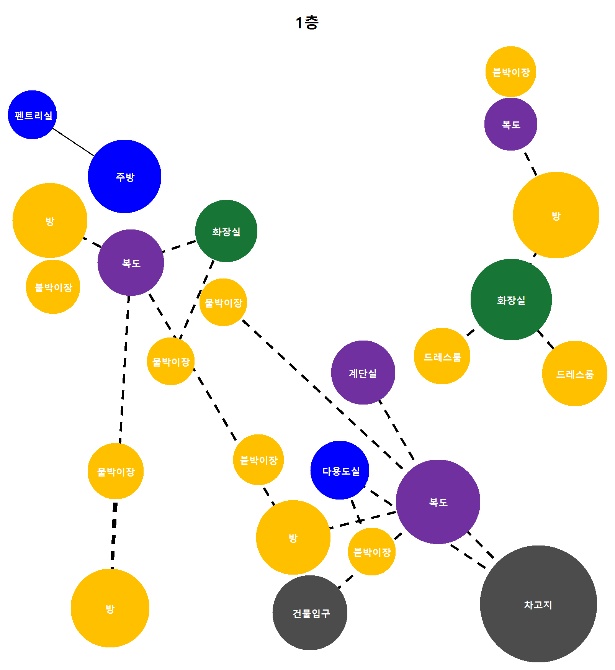 1층
붙박이장
펜트리실
복도
주방
방
방
화장실
복도
붙박이장
붙박이장
화장실
붙박이장
드레스룸
계단실
드레스룸
붙박이장
붙박이장
다용도실
복도
방
붙박이장
방
건물입구
차고지